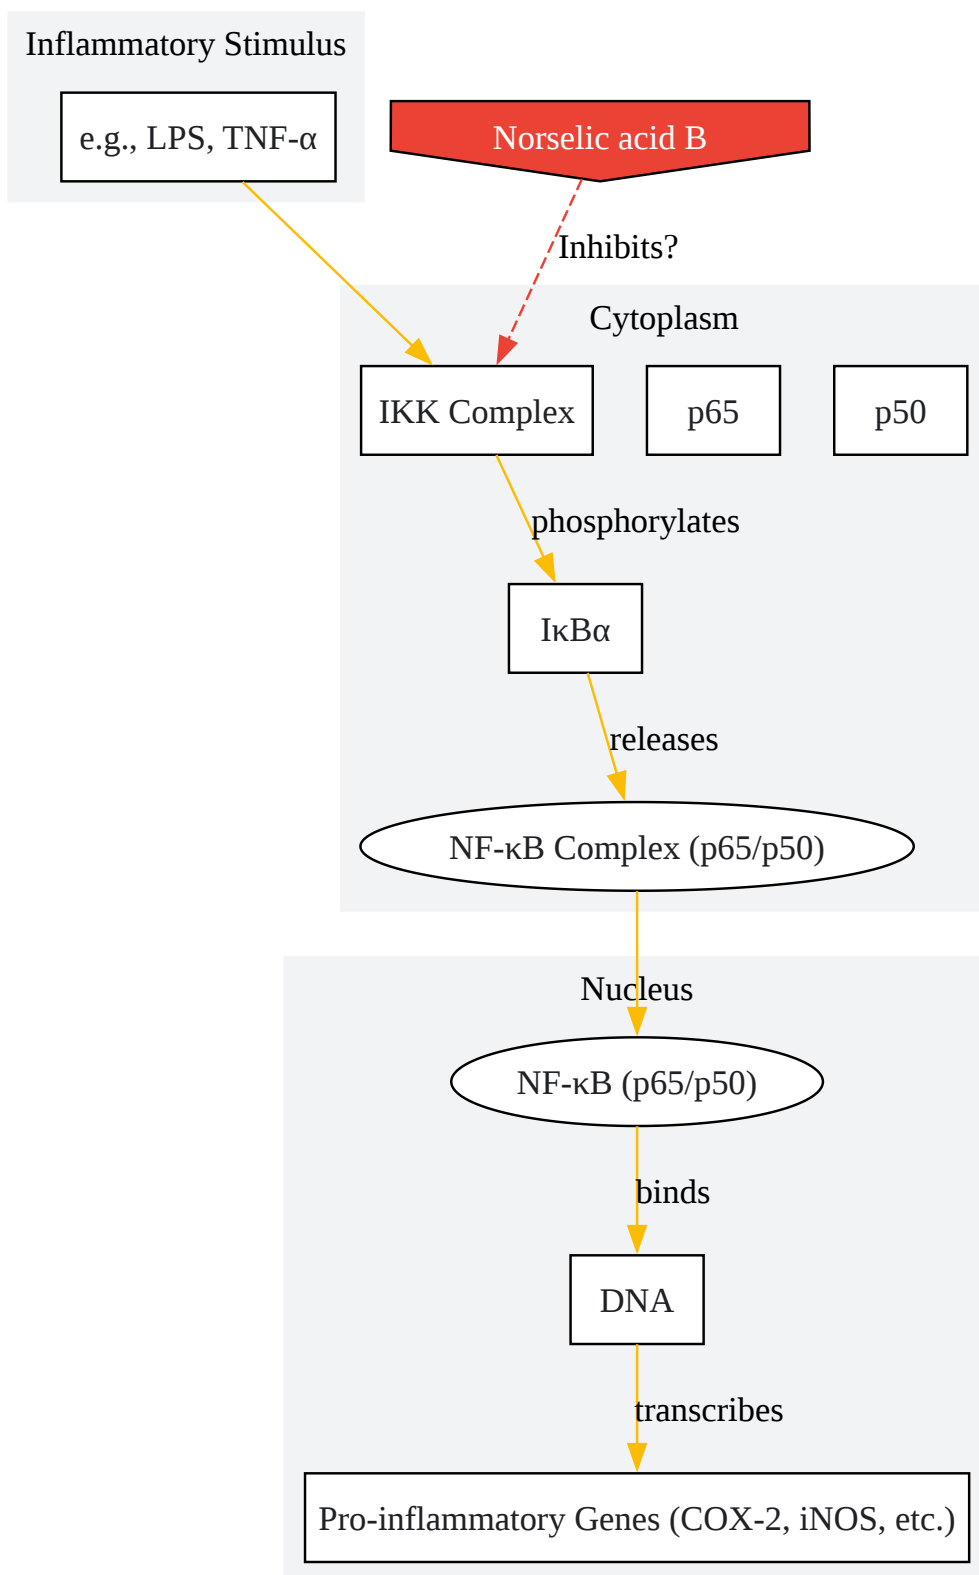 Inflammatory Stimulus
e.g., LPS, TNF-α
Norselic acid B
Inhibits?
Cytoplasm
IKK Complex
p65
p50
phosphorylates
IκBα
releases
NF-κB Complex (p65/p50)
Nucleus
NF-κB (p65/p50)
binds
DNA
transcribes
Pro-inflammatory Genes (COX-2, iNOS, etc.)